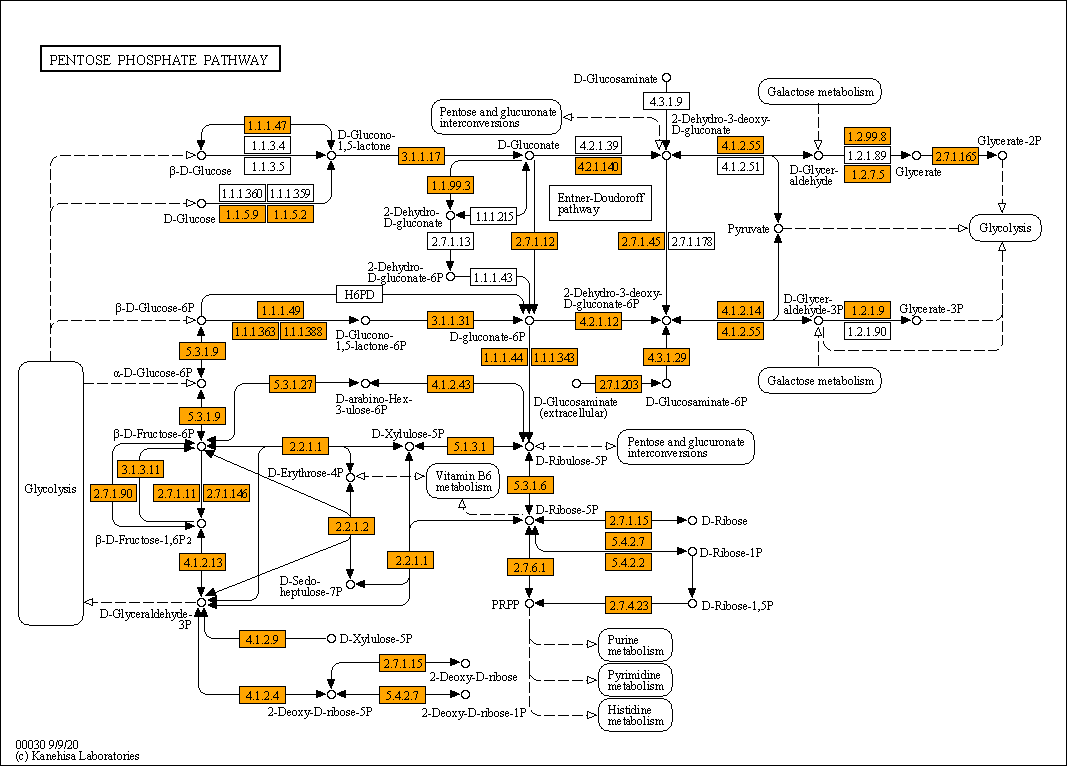 PENTOSE PHOSPHATE PATHWAY
D-Glucosaminate
4.3.1.9
Galactose metabolism
Pentose and glucuronate
interconversions
2-Dehydro-3-deoxy-
D-gluconate
1.1.1.47
1.1.3.4
1.1.3.5
D-Glucono-
1,5-lactone
3.1.1.17
D-Gluconate
4.2.1.39
4.2.1.140
4.1.2.55
4.1.2.51
1.2.99.8
1.2.1.89
1.2.7.5
Glycerate-2P
2.7.1.165
β-D-Glucose
D-Glycer-
aldehyde
Glycerate
1.1.1.360
1.1.1.359
1.1.5.9
1.1.5.2
D-Glucose
1.1.99.3
2-Dehydro-
D-gluconate
1.1.1.215
Entner-Doudoroff
pathway
2.7.1.13
2.7.1.12
2.7.1.45
2.7.1.178
Pyruvate
Glycolysis
2-Dehydro-
D-gluconate-6P
1.1.1.43
H6PD
β-D-Glucose-6P
1.1.1.49
1.1.1.363
1.1.1.388
D-Glucono-
1,5-lactone-6P
3.1.1.31
D-gluconate-6P
2-Dehydro-3-deoxy-
D-gluconate-6P
4.2.1.12
4.1.2.14
4.1.2.55
D-Glycer-
aldehyde-3P
1.2.1.9
1.2.1.90
Glycerate-3P
5.3.1.9
1.1.1.44
1.1.1.343
4.3.1.29
α-D-Glucose-6P
5.3.1.27
D-arabino-Hex-
3-ulose-6P
4.1.2.43
2.7.1.203
D-Glucosaminate
(extracellular)
D-Glucosaminate-6P
Galactose metabolism
5.3.1.9
β-D-Fructose-6P
2.2.1.1
D-Xylulose-5P
5.1.3.1
D-Ribulose-5P
Pentose and glucuronate
interconversions
3.1.3.11
2.7.1.90
2.7.1.11
2.7.1.146
D-Erythrose-4P
Vitamin B6
metabolism
5.3.1.6
Glycolysis
β-D-Fructose-1,6P2
2.2.1.2
D-Ribose-5P
2.7.1.15
D-Ribose
5.4.2.7
5.4.2.2
D-Ribose-1P
4.1.2.13
2.2.1.1
2.7.6.1
D-Sedo-
heptulose-7P
D-Glyceraldehyde-
3P
PRPP
2.7.4.23
D-Ribose-1,5P
4.1.2.9
D-Xylulose-5P
Purine
metabolism
2.7.1.15
2-Deoxy-D-ribose
Pyrimidine
metabolism
4.1.2.4
5.4.2.7
2-Deoxy-D-ribose-5P
2-Deoxy-D-ribose-1P
Histidine
metabolism
00030 9/9/20
(c) Kanehisa Laboratories